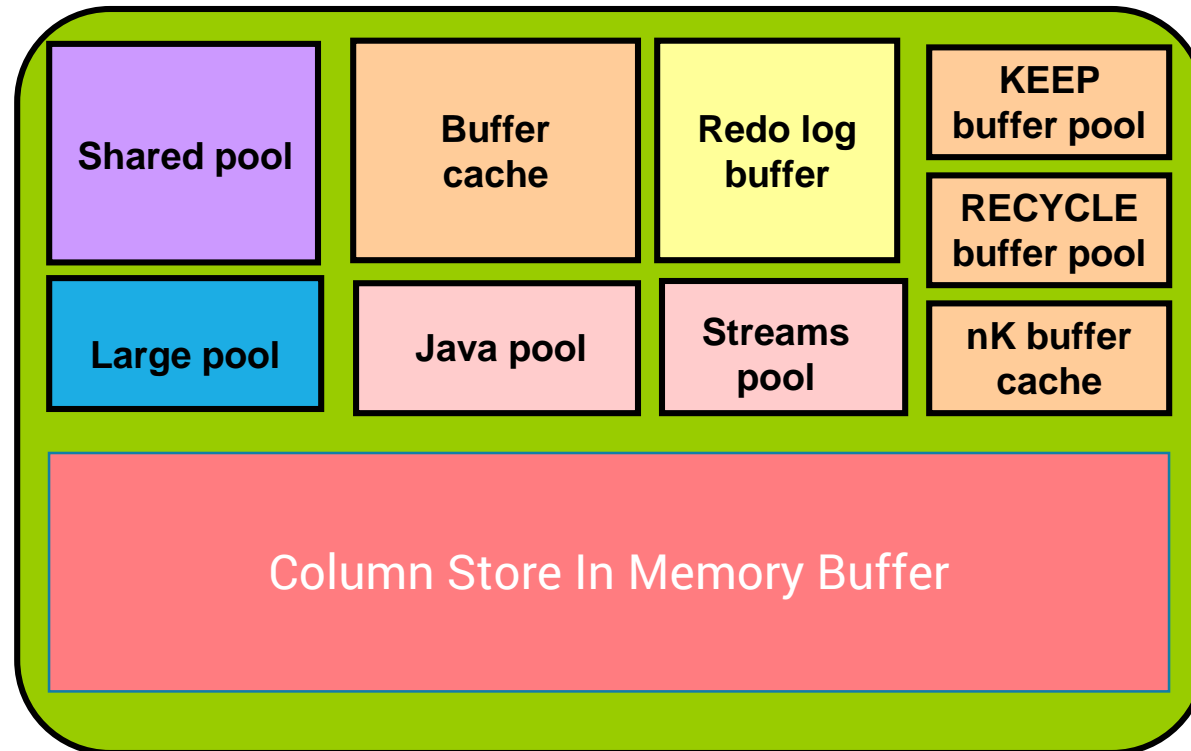 Shared pool
Buffer
cache
Redo log
buffer
KEEP
buffer pool
RECYCLE
buffer pool
Large pool
Java pool
Streams
pool
nK buffer
cache
Column Store In Memory Buffer